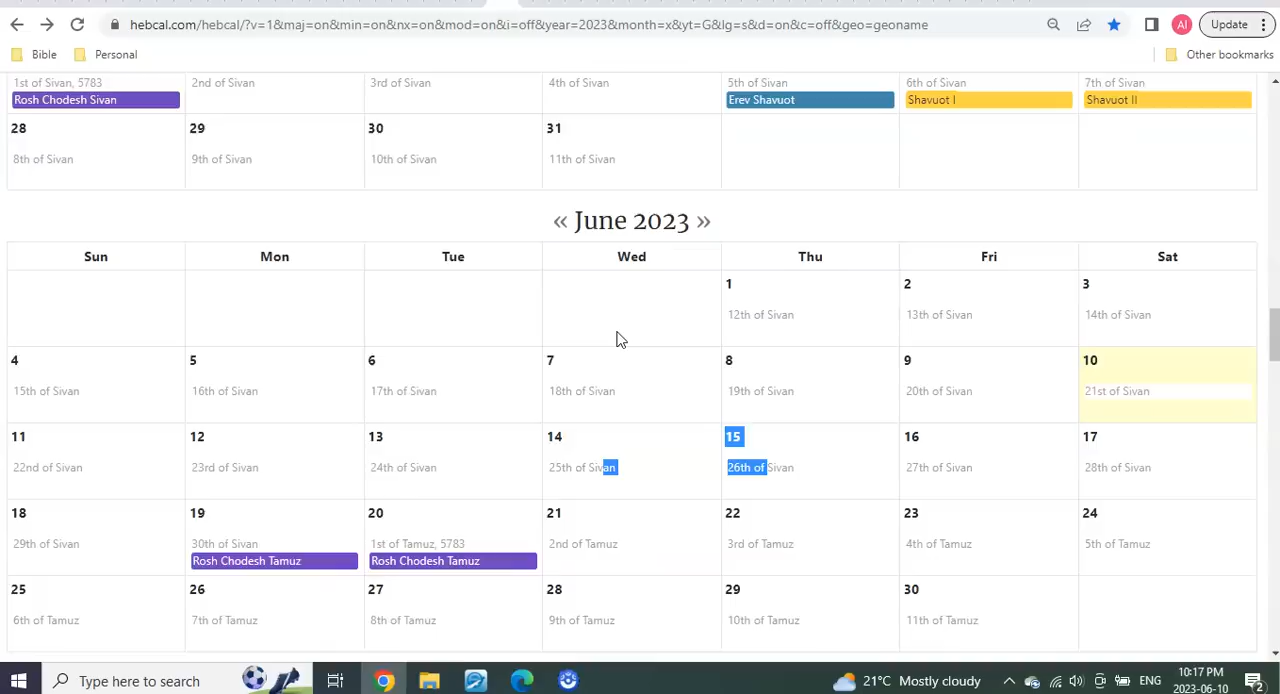 hebcal.com/hebcal/?v=1&maj=on&min=on&nx=on&mod=on&i=off&year=2023&month=x&yt=G&lg=s&d=on&c=off&geo=geoname
AI
Update
Bible
Personal
Other bookmarks
1st of Sivan, 5783
2nd of Sivan
3rd of Sivan
4th of Sivan
5th of Sivan
6th of Sivan
7th of Sivan
Rosh Chodesh Sivan
Erev Shavuot
Shavuot I
Shavuot II
28
29
30
31
8th of Sivan
9th of Sivan
10th of Sivan
11th of Sivan
« June 2023 »
Sun
Mon
Tue
Wed
Thu
Fri
Sat
1
2
3
12th of Sivan
13th of Sivan
14th of Sivan
4
5
6
7
8
9
10
15th of Sivan
16th of Sivan
17th of Sivan
18th of Sivan
19th of Sivan
20th of Sivan
21st of Sivan
11
12
13
14
15
16
17
22nd of Sivan
23rd of Sivan
24th of Sivan
25th of Sivan
26th of Sivan
27th of Sivan
28th of Sivan
18
19
20
21
22
23
24
29th of Sivan
30th of Sivan
1st of Tamuz, 5783
2nd of Tamuz
3rd of Tamuz
4th of Tamuz
5th of Tamuz
Rosh Chodesh Tamuz
Rosh Chodesh Tamuz
25
26
27
28
29
30
6th of Tamuz
7th of Tamuz
8th of Tamuz
9th of Tamuz
10th of Tamuz
11th of Tamuz
Type here to search
21°C Mostly cloudy
ENG
10:17 PM
2023-06-10
2